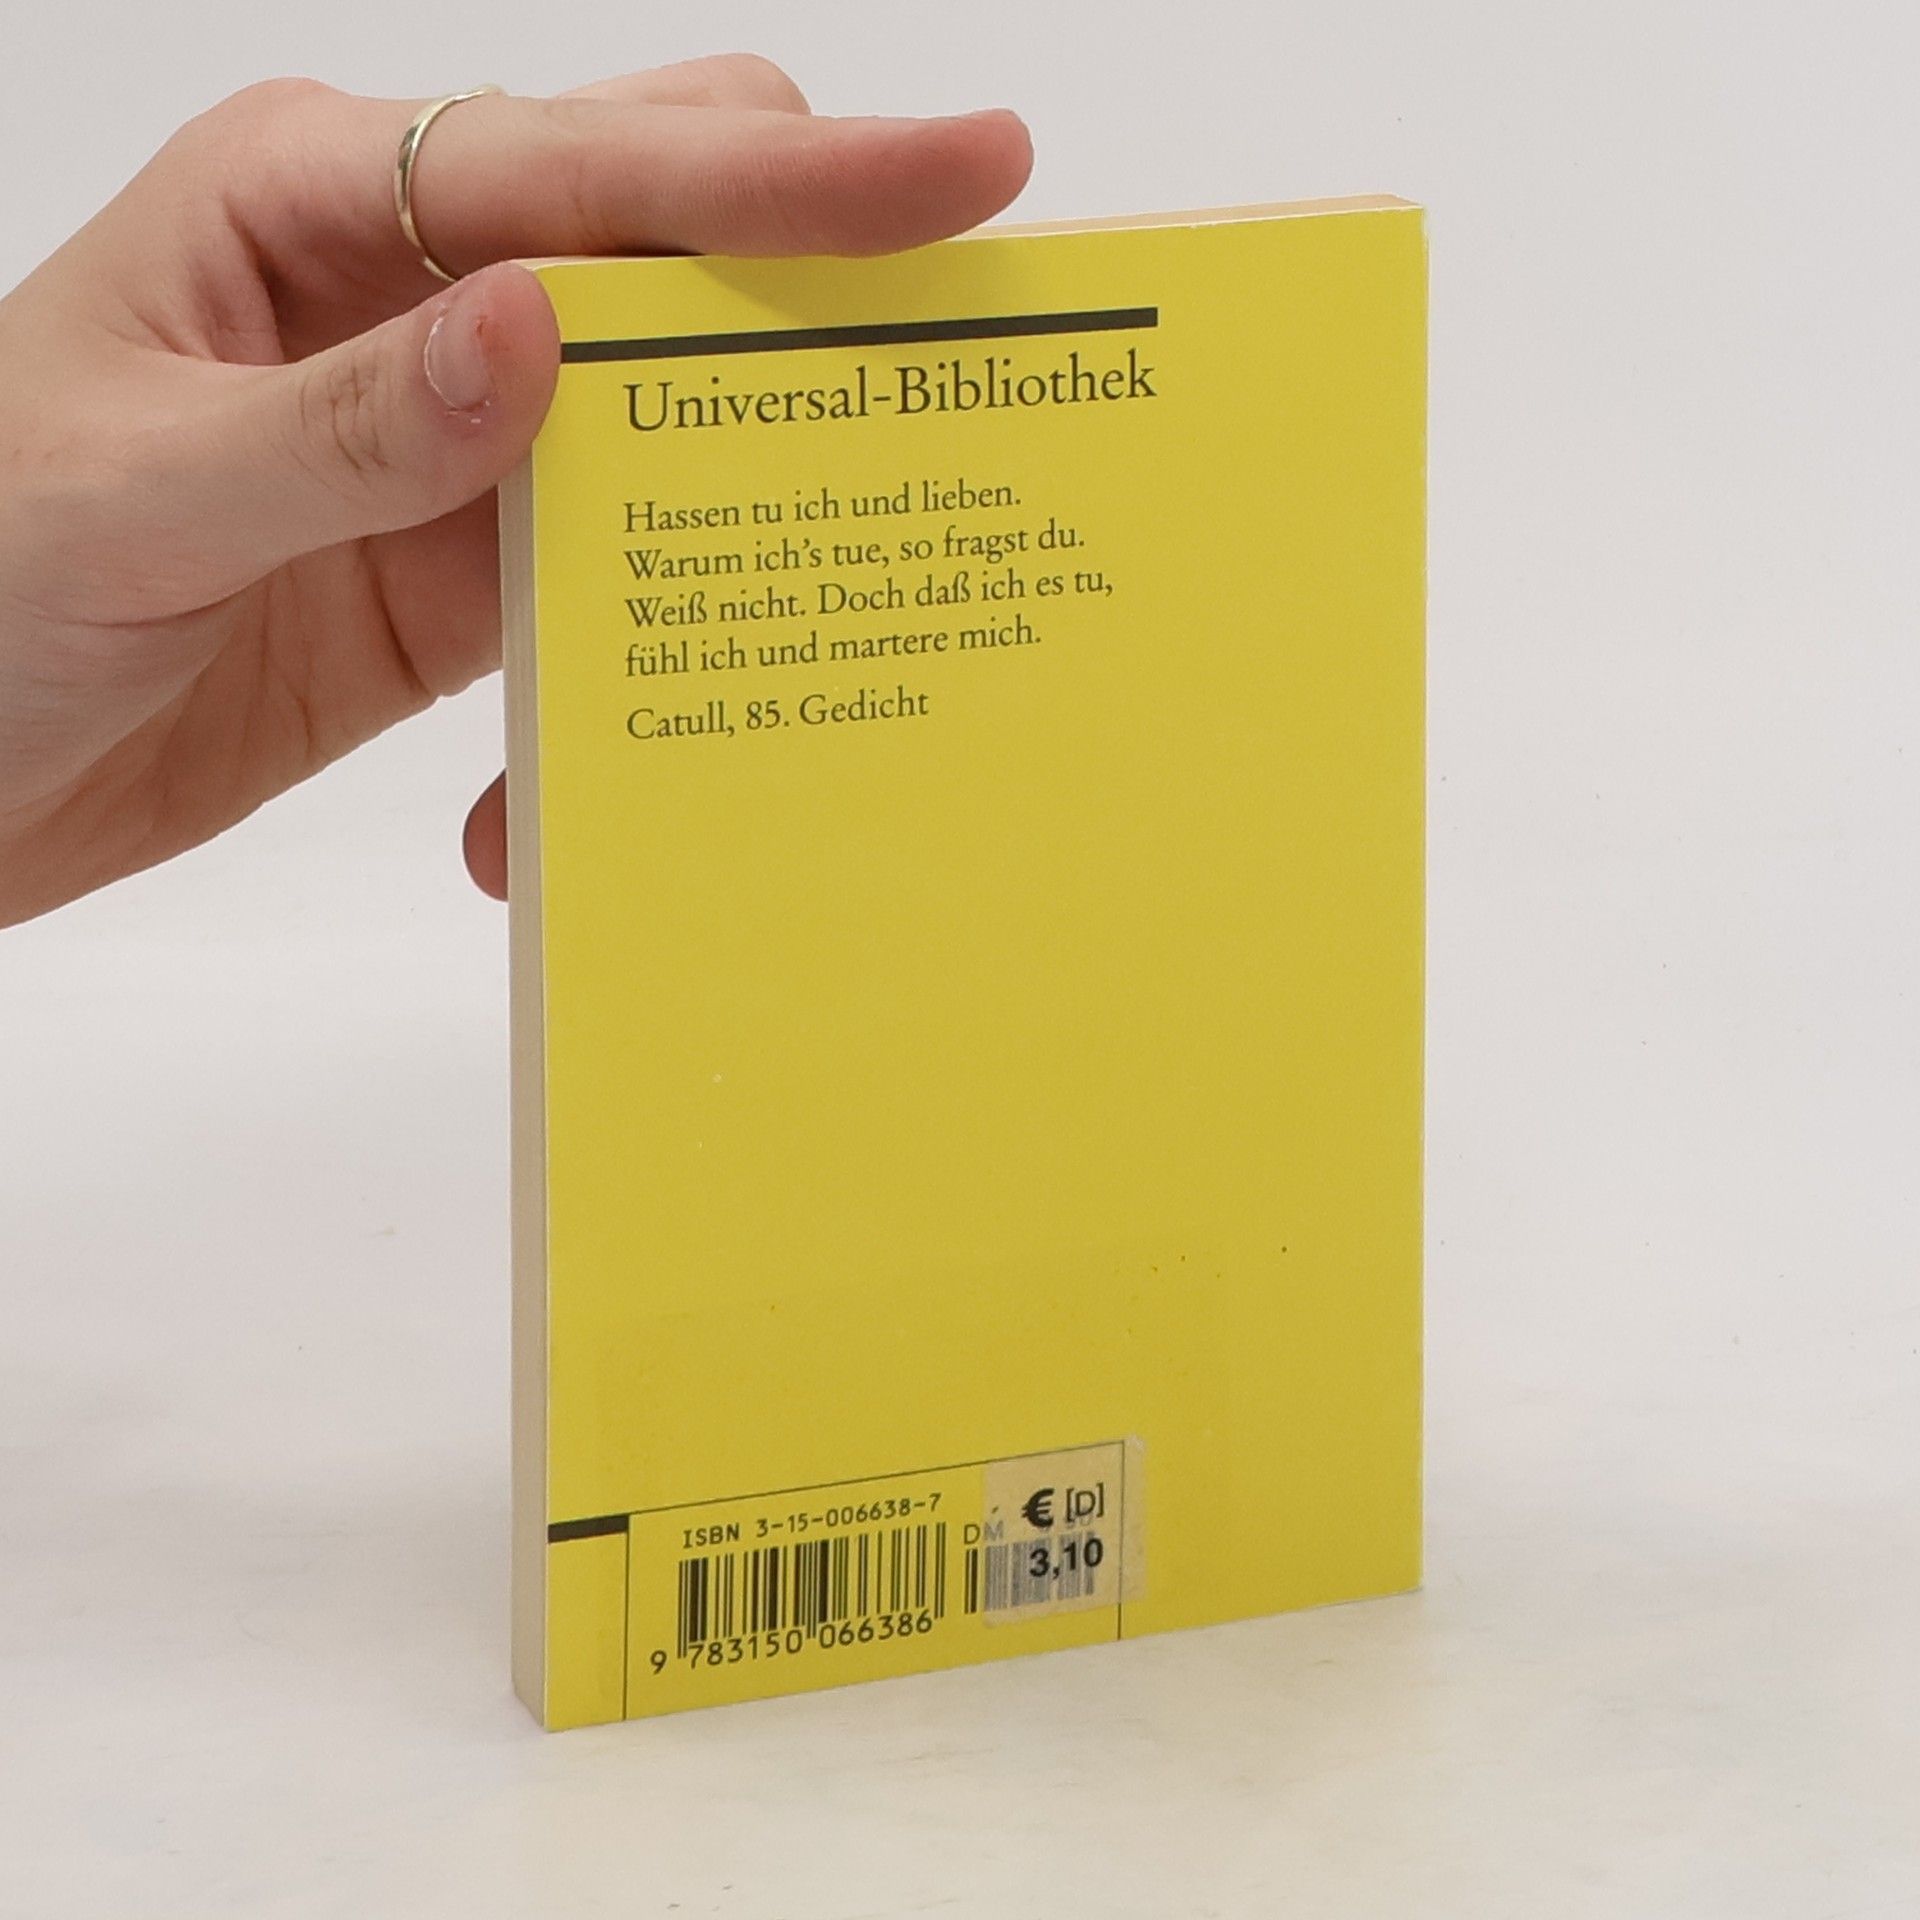 Universal-Bibliothek
Hassen tu ich und lieben.
Warum ich's tue, so fragst du.
Weiß nicht. Doch daß ich es tu,
fühl ich und martere mich.
Catull, 85. Gedicht
ISBN 3-15-006638-7
DM
€ [D]
3,10
9 783150 066386